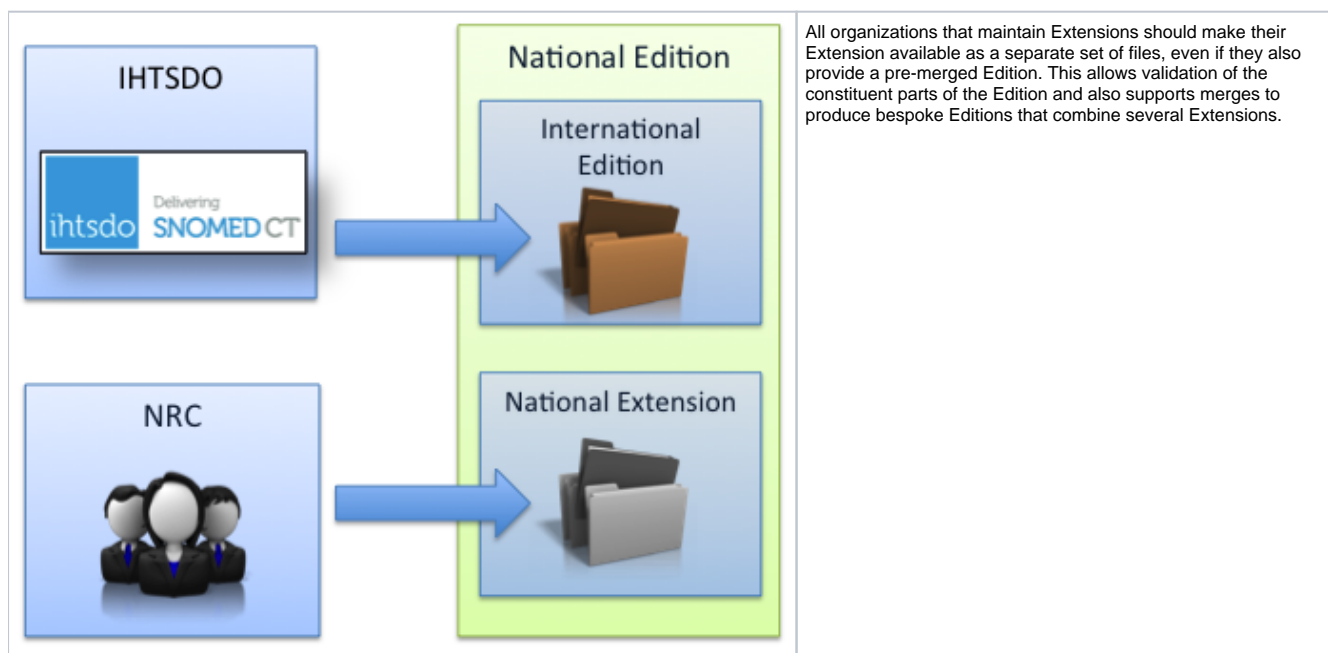 IHTSDO
ihtsdo
Delivering
SNOMED CT
NRC
National Edition
International
Edition
National Extension
All organizations that maintain Extensions should make their
Extension available as a separate set of files, even if they also
provide a pre-merged Edition. This allows validation of the
constituent parts of the Edition and also supports merges to
produce bespoke Editions that combine several Extensions.